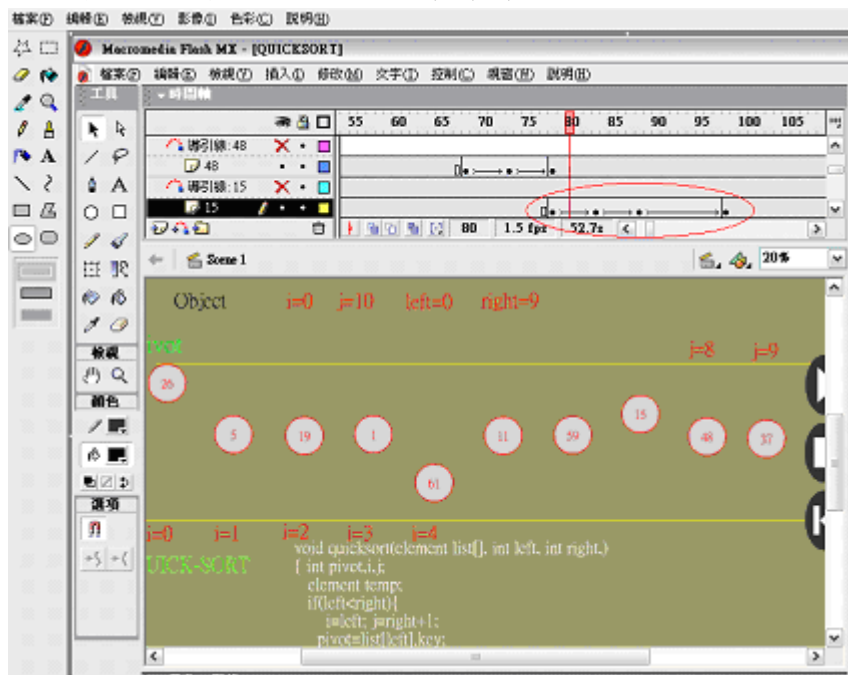 檔案(F) 編輯(E) 檢視(V) 影像(I) 色彩(C) 說明(H)
Macromedia Flash MX - [QUICKSORT]
檔案(F) 編輯(E) 檢視(V) 插入(I) 修改(M) 文字(T) 控制(C) 視窗(W) 說明(H)
工具
時間軸
55 60 65 70 75 80 85 90 95 100 105
導引線: 48
48
導引線: 15
15
80 1.5 fps 52.7s
Scene 1
20%
檢視
顏色
選項
Object i=0 j=10 left=0 right=9
j=8 j=9
26
5 19 1 11 59 15 48 37
61
i=0 i=1 i=2 i=3 i=4
UICK-SORT
void quicksort(element list[], int left, int right,)
{ int pivot,i,j;
element temp;
if(left<right){
i=left; j=right+1;
pivot=list[left].key;